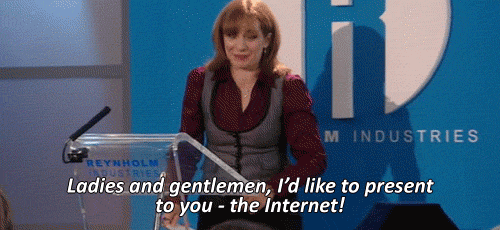 M INDUSTRIES
REYNHOLM
INDUSTRIES
Ladies and gentlemen, I'd like to present
to you - the Internet!